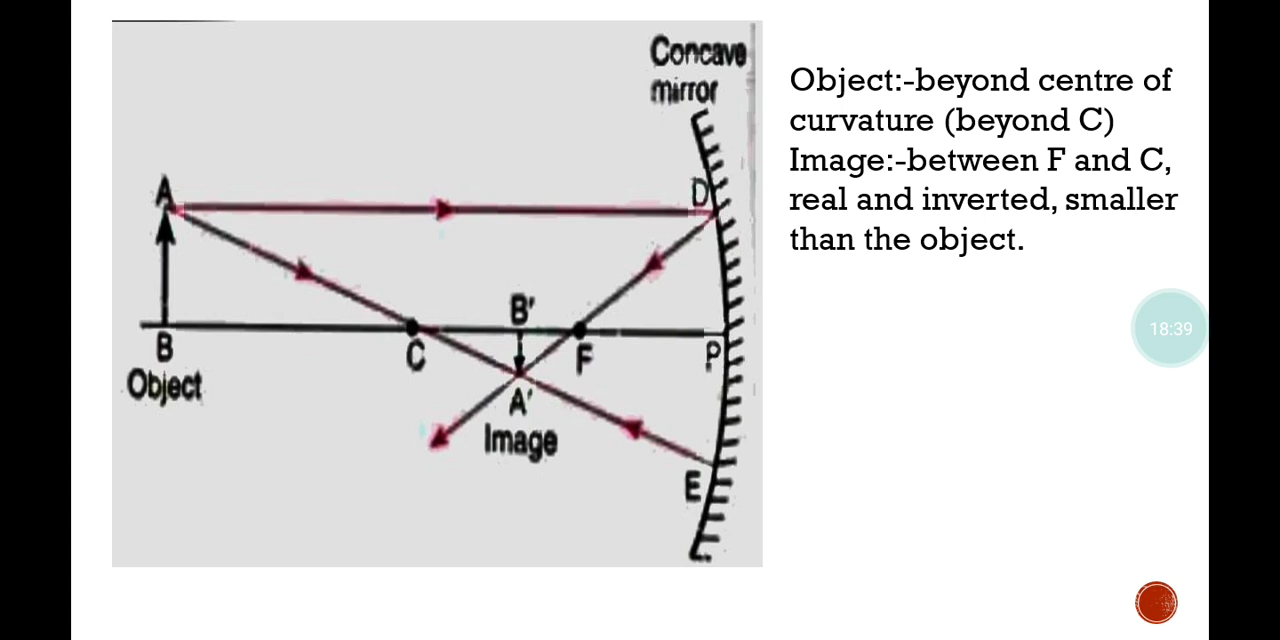 Concave
mirror
A
D
B
Object
C
B'
F
P
A'
Image
E
Object:-beyond centre of
curvature (beyond C)
Image:-between F and C,
real and inverted, smaller
than the object.
18:39